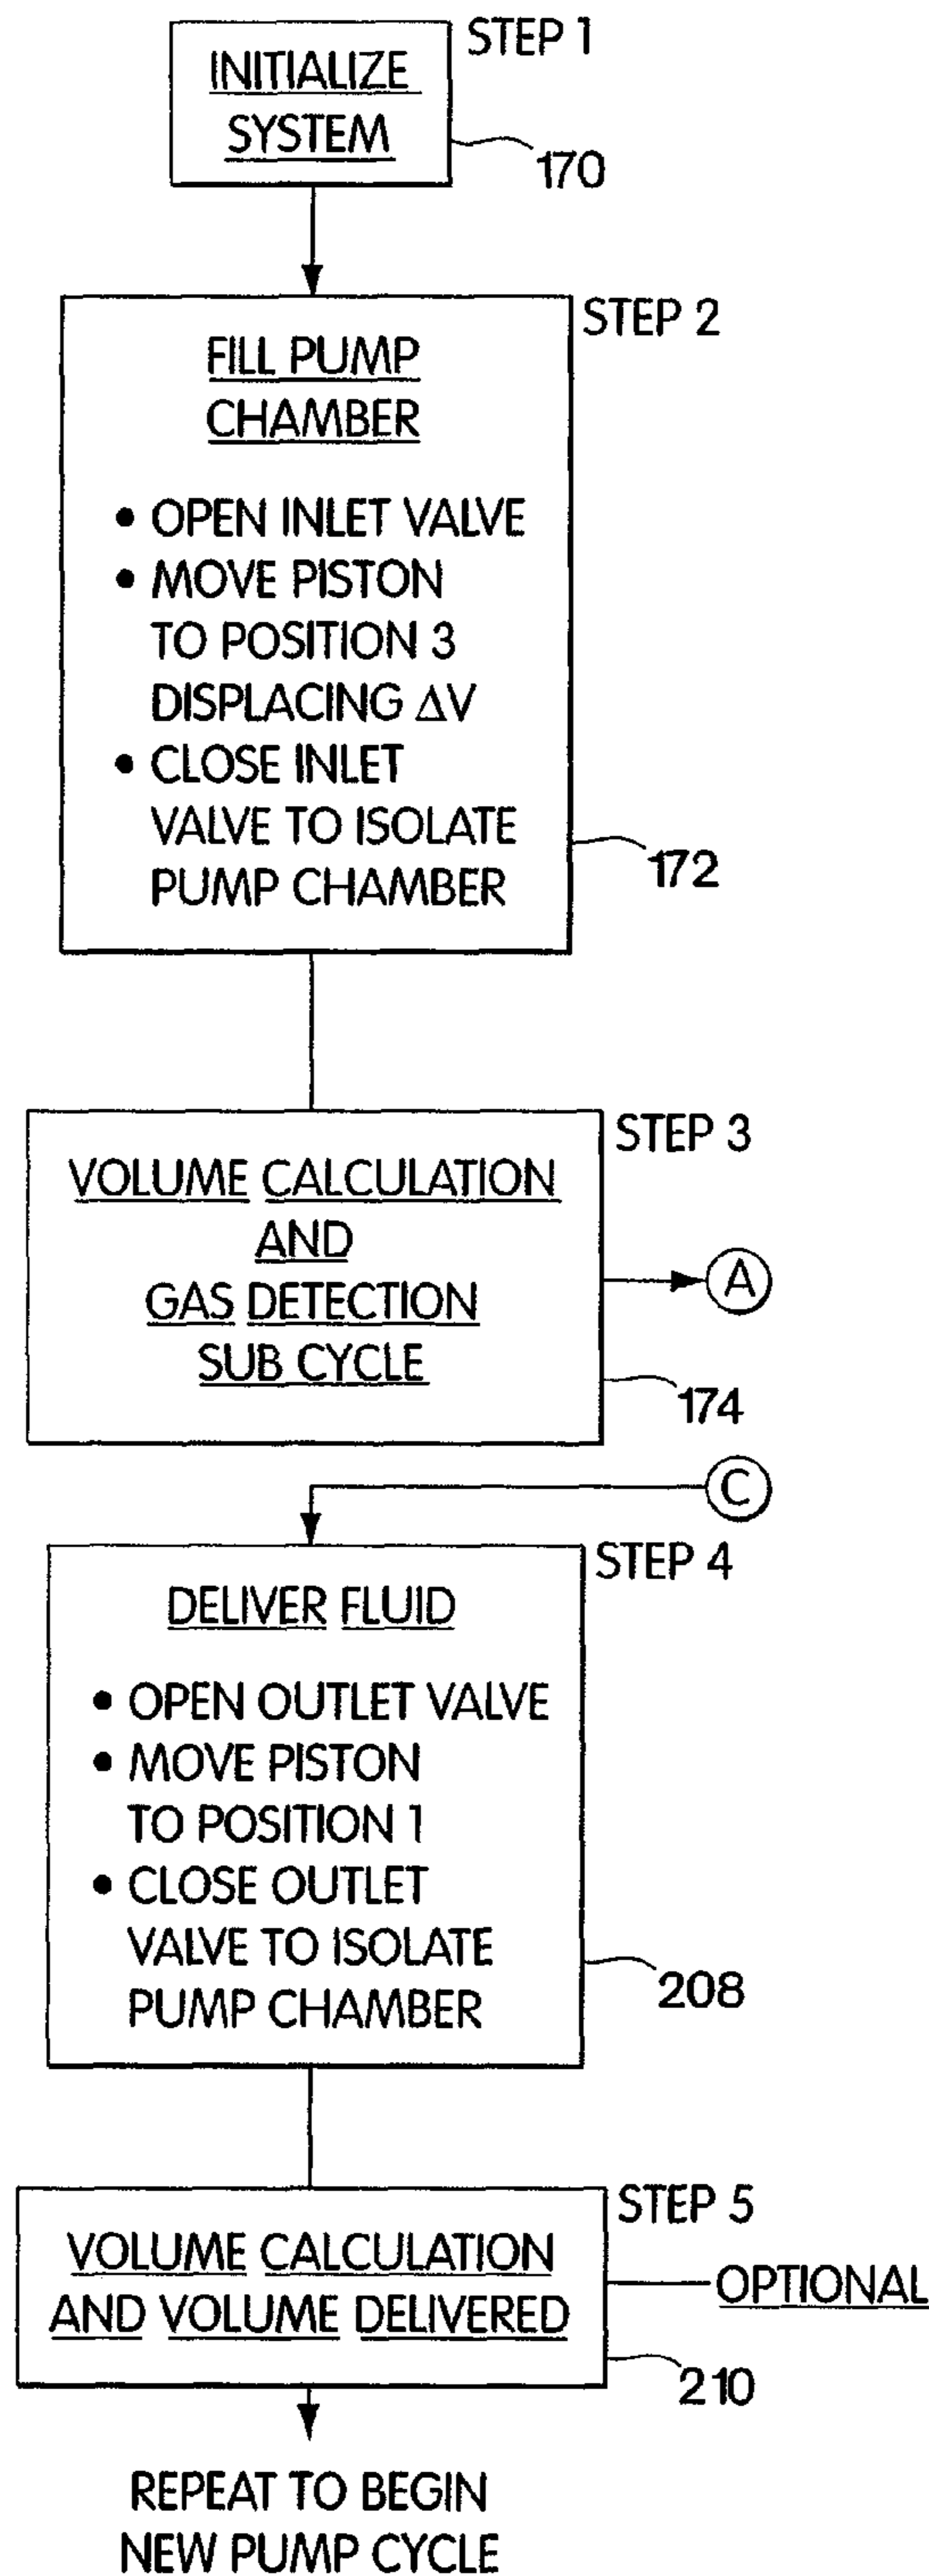 STEP 1
INITIALIZE
SYSTEM
170
STEP 2
FILL PUMP
CHAMBER
• OPEN INLET VALVE
• MOVE PISTON
TO POSITION 3
DISPLACING ΔV
• CLOSE INLET
VALVE TO ISOLATE
PUMP CHAMBER
172
STEP 3
VOLUME CALCULATION
AND
GAS DETECTION
SUB CYCLE
A
174
C
STEP 4
DELIVER FLUID
• OPEN OUTLET VALVE
• MOVE PISTON
TO POSITION 1
• CLOSE OUTLET
VALVE TO ISOLATE
PUMP CHAMBER
208
STEP 5
VOLUME CALCULATION
AND VOLUME DELIVERED
OPTIONAL
210
REPEAT TO BEGIN
NEW PUMP CYCLE